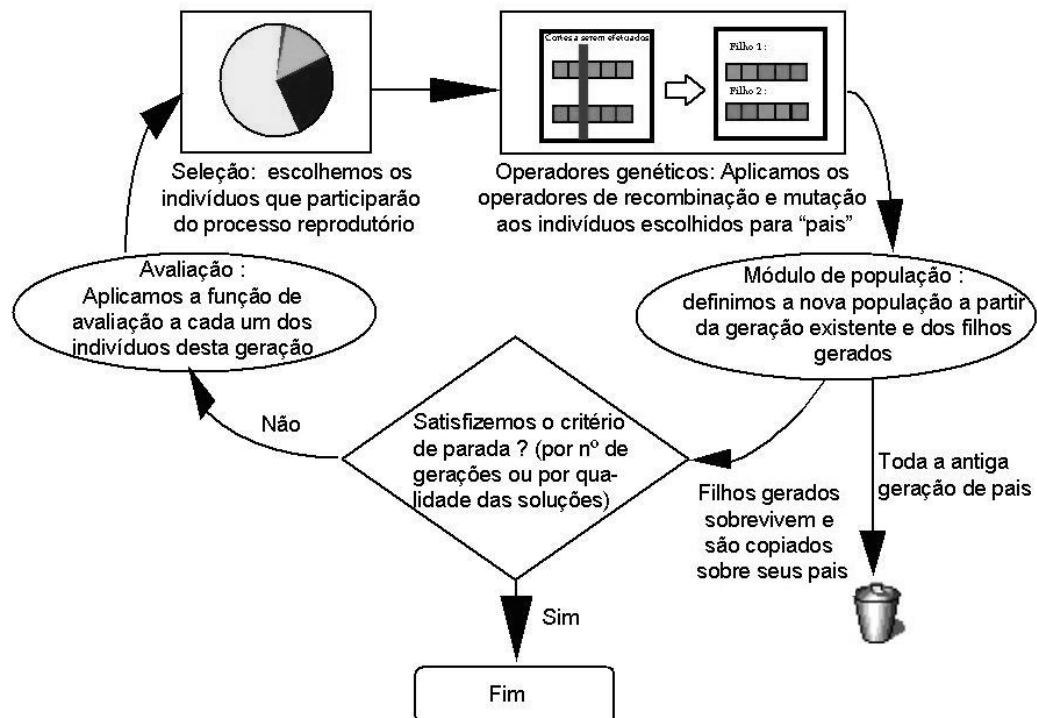 Cortes a serem efetuados
Filho 1 :
Filho 2 :
Seleção: escolhemos os
indivíduos que participarão
do processo reprodutório
Operadores genéticos: Aplicamos os
operadores de recombinação e mutação
aos indivíduos escolhidos para “pais”
Avaliação :
Aplicamos a função de
avaliação a cada um dos
indivíduos desta geração
Módulo de população :
definimos a nova população a partir
da geração existente e dos filhos
gerados
Não
Satisfizemos o critério
de parada ? (por nº de
gerações ou por qua-
lidade das soluções)
Toda a antiga
geração de pais
Filhos gerados
sobrevivem e
são copiados
sobre seus pais
Sim
Fim